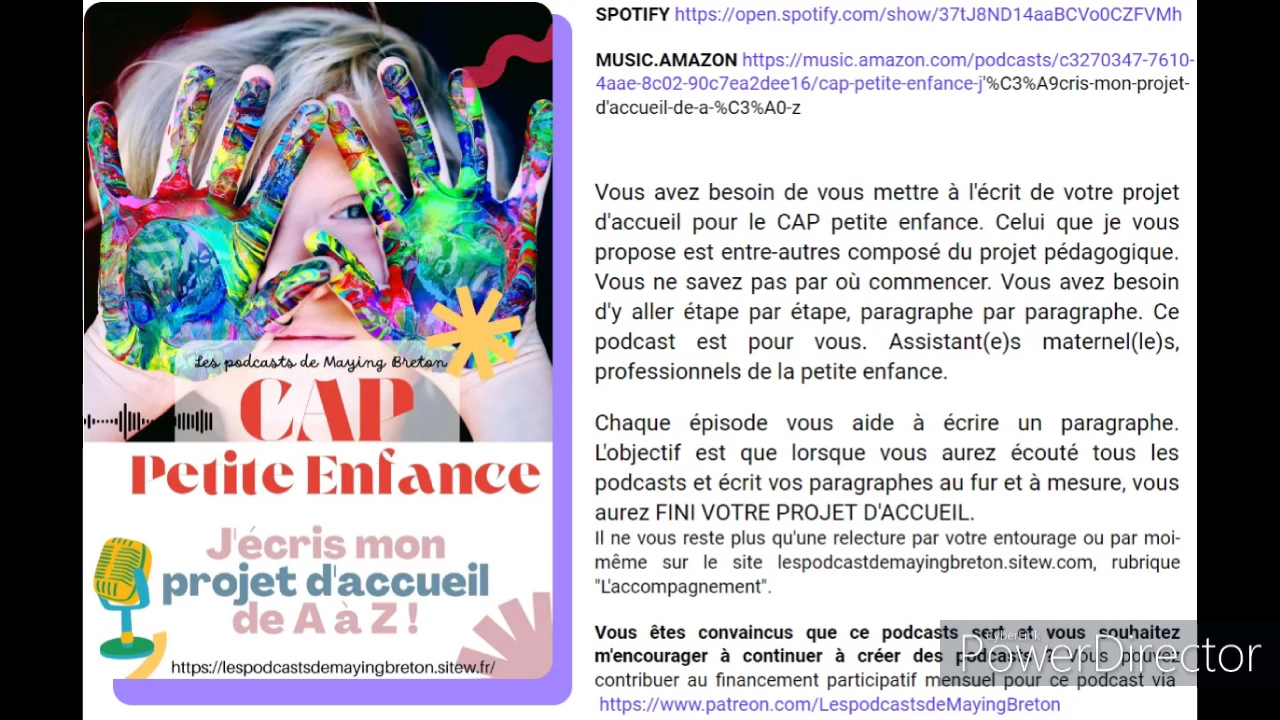 Les podcasts de Maying Breton
CAP
Petite Enfance
J'écris mon
projet d'accueil
de A à Z !
https://lespodcastsdemayingbreton.sitew.fr/
SPOTIFY https://open.spotify.com/show/37tJ8ND14aaBCVo0CZFVMh
MUSIC.AMAZON https://music.amazon.com/podcasts/c3270347-7610-
4aae-8c02-90c7ea2dee16/cap-petite-enfance-j'%C3%A9cris-mon-projet-
d'accueil-de-a-%C3%A0-z
Vous avez besoin de vous mettre à l'écrit de votre projet
d'accueil pour le CAP petite enfance. Celui que je vous
propose est entre-autres composé du projet pédagogique.
Vous ne savez pas par où commencer. Vous avez besoin
d'y aller étape par étape, paragraphe par paragraphe. Ce
podcast est pour vous. Assistant(e)s maternel(le)s,
professionnels de la petite enfance.
Chaque épisode vous aide à écrire un paragraphe.
L'objectif est que lorsque vous aurez écouté tous les
podcasts et écrit vos paragraphes au fur et à mesure, vous
aurez FINI VOTRE PROJET D'ACCUEIL.
Il ne vous reste plus qu'une relecture par votre entourage ou par moi-
même sur le site lespodcastdemayingbreton.sitew.com, rubrique
"L'accompagnement".
Vous êtes convaincus que ce podcasts sert et vous souhaitez
m'encourager à continuer à créer des podcasts ? Vous pouvez
contribuer au financement participatif mensuel pour ce podcast via
https://www.patreon.com/LespodcastsdeMayingBreton
CyberLink
PowerDirector